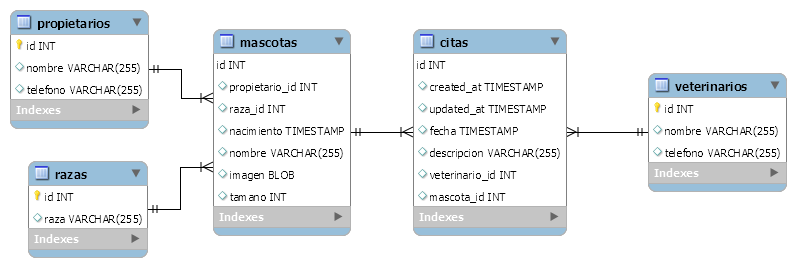 propietarios
id INT
nombre VARCHAR(255)
telefono VARCHAR(255)
Indexes
razas
id INT
raza VARCHAR(255)
Indexes
mascotas
id INT
propietario_id INT
raza_id INT
nacimiento TIMESTAMP
nombre VARCHAR(255)
imagen BLOB
tamano INT
Indexes
citas
id INT
created_at TIMESTAMP
updated_at TIMESTAMP
fecha TIMESTAMP
descripcion VARCHAR(255)
veterinario_id INT
mascota_id INT
Indexes
veterinarios
id INT
nombre VARCHAR(255)
telefono VARCHAR(255)
Indexes